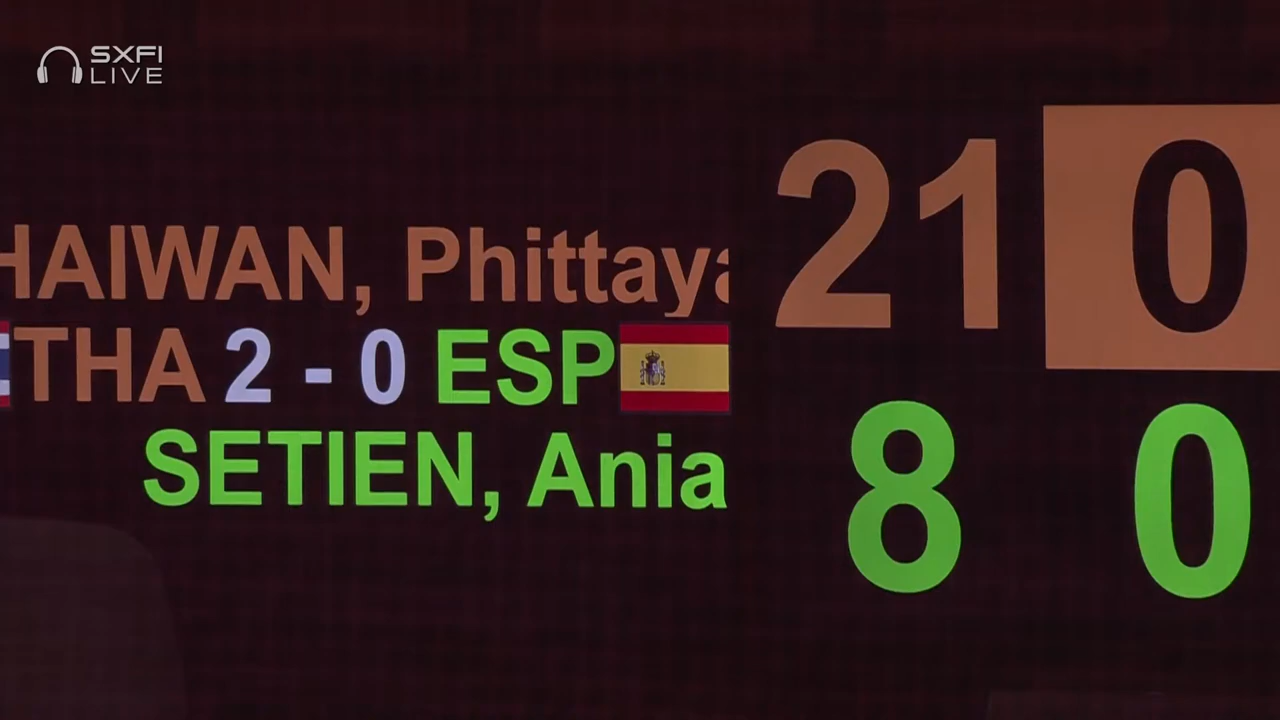 SXFI
LIVE
HAIWAN, Phittaya
THA 2 - 0 ESP
SETIEN, Ania
21 0
8 0